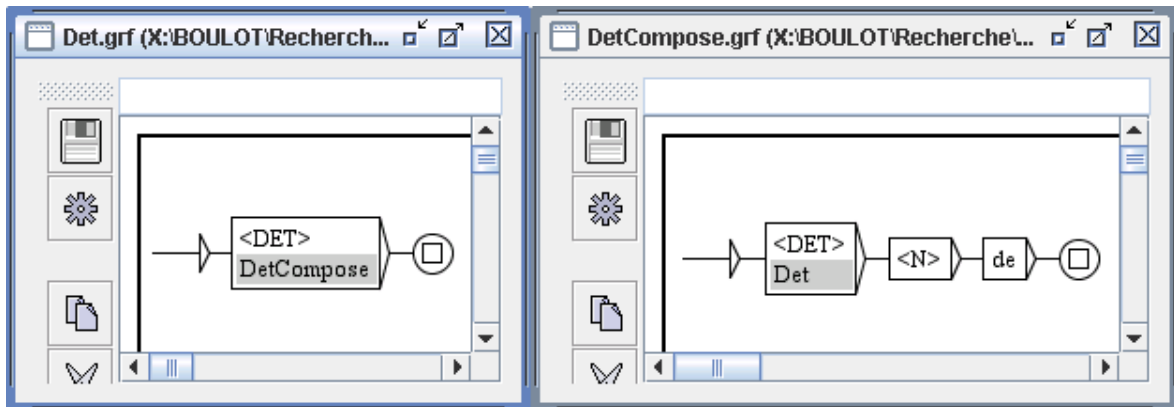 Det.grf (X:\BOULOT\Recherch...
<DET>
DetCompose
DetCompose.grf (X:\BOULOT\Recherche\...
<DET>
Det
<N>
de